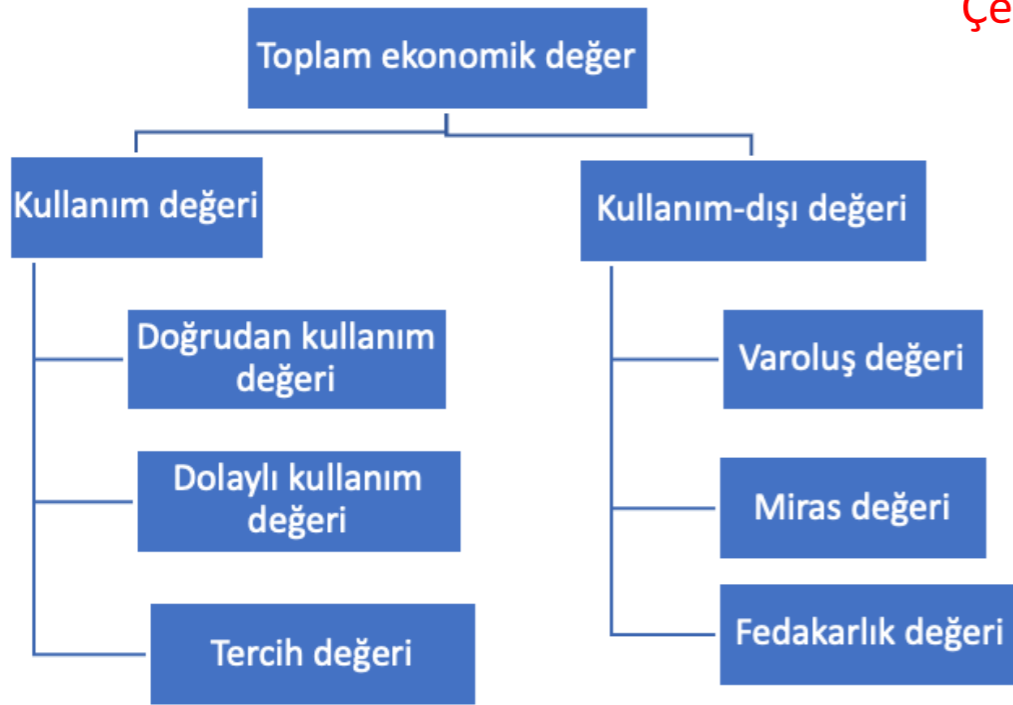 Toplam ekonomik değer
Kullanım değeri
Doğrudan kullanım
değeri
Dolaylı kullanım
değeri
Tercih değeri
Kullanım-dışı değeri
Varoluş değeri
Miras değeri
Fedakarlık değeri